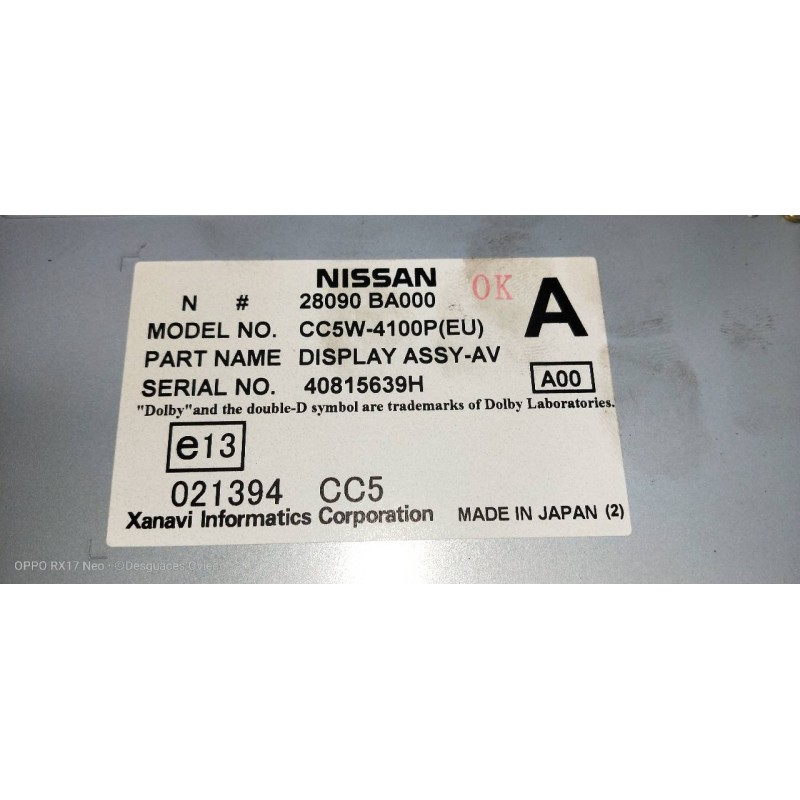 NISSAN
OK
A
N # 28090 BA000
MODEL NO. CC5W-4100P(EU)
PART NAME DISPLAY ASSY-AV
SERIAL NO. 40815639H
A00
"Dolby"and the double-D symbol are trademarks of Dolby Laboratories.
e13
021394 CC5
Xanavi Informatics Corporation MADE IN JAPAN (2)
OPPO RX17 Neo - ©Desguaces Oviedo